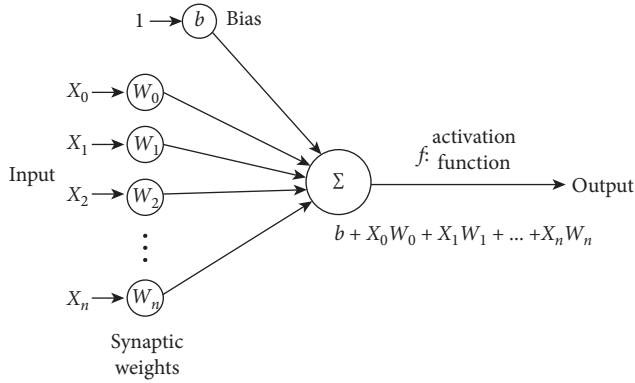 1 b Bias
X₀ W₀
X₁ W₁
Input
X₂ W₂
⋮
Xₙ Wₙ
Synaptic
weights
Σ
f: activation
function
Output
b + X₀W₀ + X₁W₁ + ... +XₙWₙ